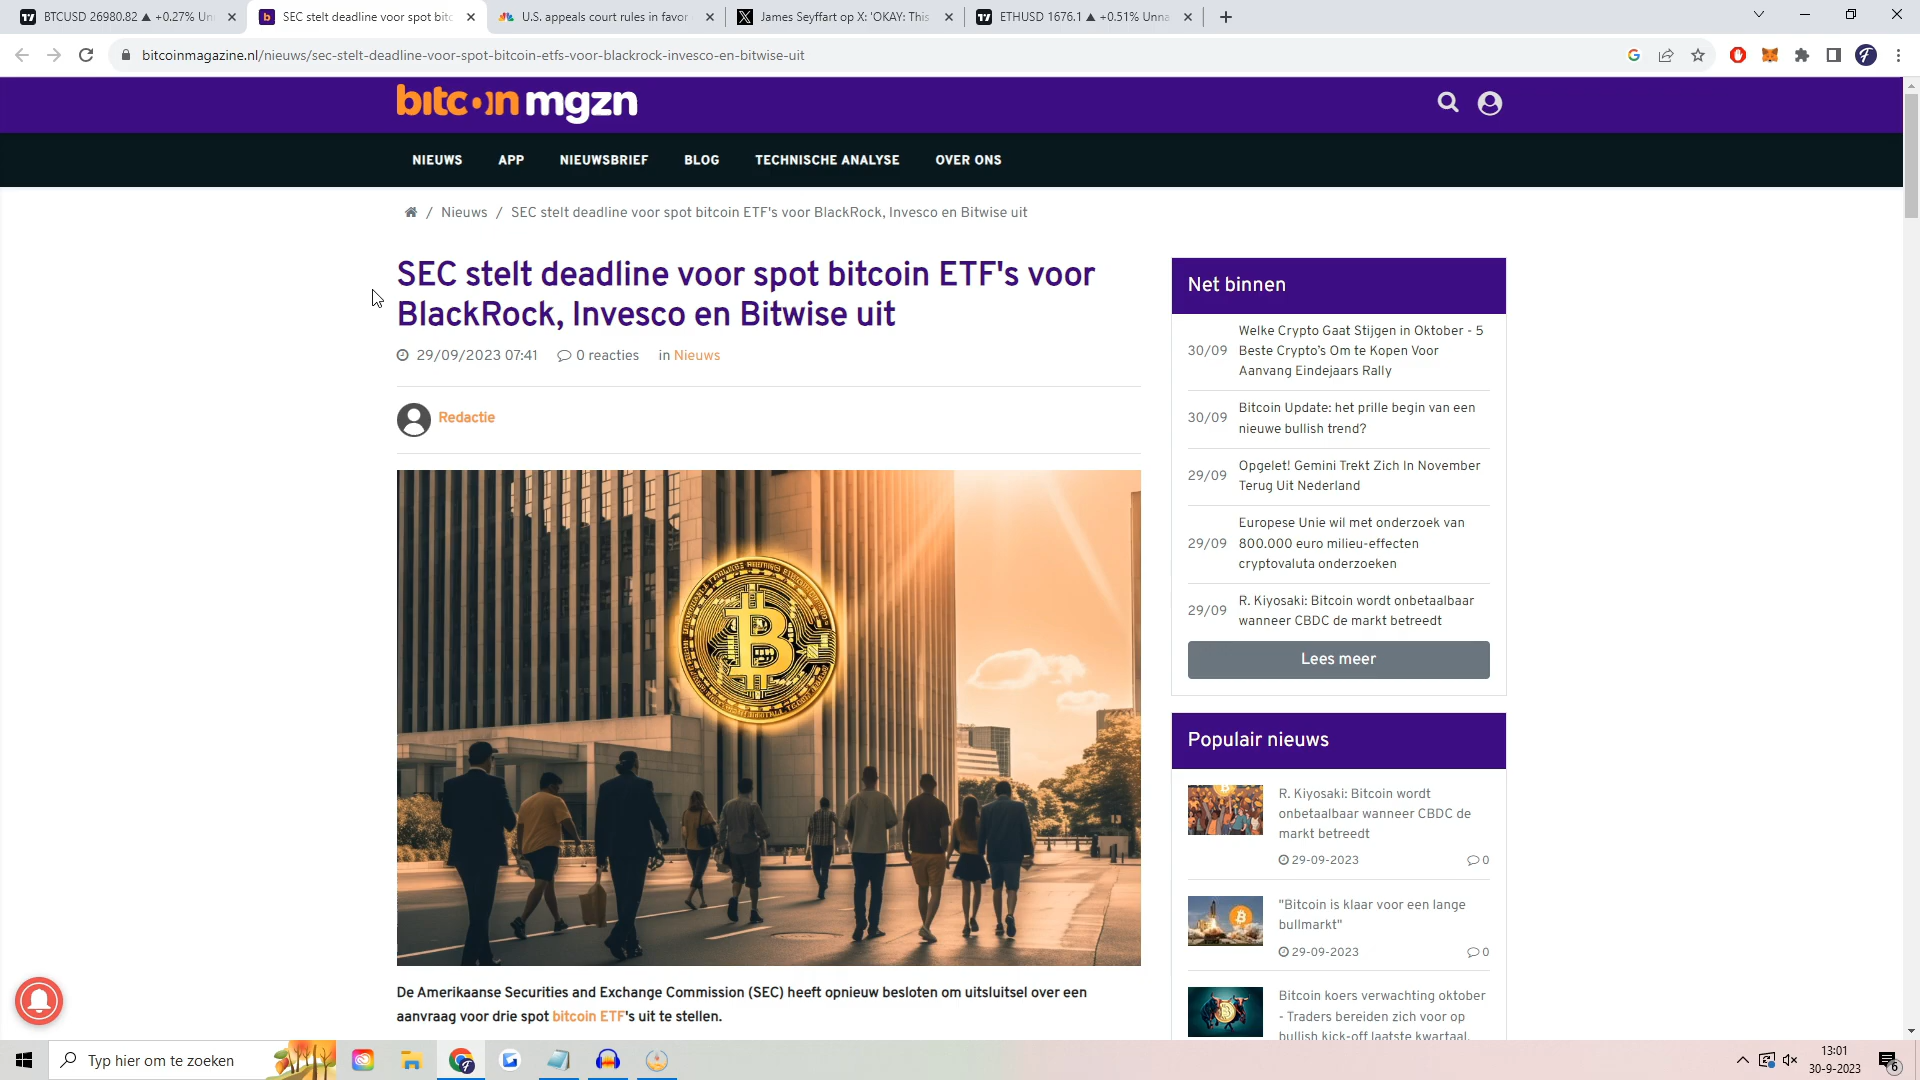 BTCUSD 26980.82 ▲ +0.27% Un
SEC stelt deadline voor spot bitc
U.S. appeals court rules in favor
James Seyffart op X: 'OKAY: This
ETHUSD 1676.1 ▲ +0.51% Unna
bitcoinmagazine.nl/nieuws/sec-stelt-deadline-voor-spot-bitcoin-etfs-voor-blackrock-invesco-en-bitwise-uit
bitcoin mgzn
NIEUWS APP NIEUWSBRIEF BLOG TECHNISCHE ANALYSE OVER ONS
/ Nieuws / SEC stelt deadline voor spot bitcoin ETF's voor BlackRock, Invesco en Bitwise uit
SEC stelt deadline voor spot bitcoin ETF's voor
BlackRock, Invesco en Bitwise uit
29/09/2023 07:41 0 reacties in Nieuws
Redactie
De Amerikaanse Securities and Exchange Commission (SEC) heeft opnieuw besloten om uitsluitsel over een
aanvraag voor drie spot bitcoin ETF's uit te stellen.
Net binnen
30/09
Welke Crypto Gaat Stijgen in Oktober - 5
Beste Crypto's Om te Kopen Voor
Aanvang Eindejaars Rally
30/09
Bitcoin Update: het prille begin van een
nieuwe bullish trend?
29/09
Opgelet! Gemini Trekt Zich In November
Terug Uit Nederland
29/09
Europese Unie wil met onderzoek van
800.000 euro milieu-effecten
cryptovaluta onderzoeken
29/09
R. Kiyosaki: Bitcoin wordt onbetaalbaar
wanneer CBDC de markt betreedt
Lees meer
Populair nieuws
R. Kiyosaki: Bitcoin wordt
onbetaalbaar wanneer CBDC de
markt betreedt
29-09-2023 0
"Bitcoin is klaar voor een lange
bullmarkt"
29-09-2023 0
Bitcoin koers verwachting oktober
- Traders bereiden zich voor op
bullish kick-off laatste kwartaal.
Typ hier om te zoeken
13:01
30-9-2023
6